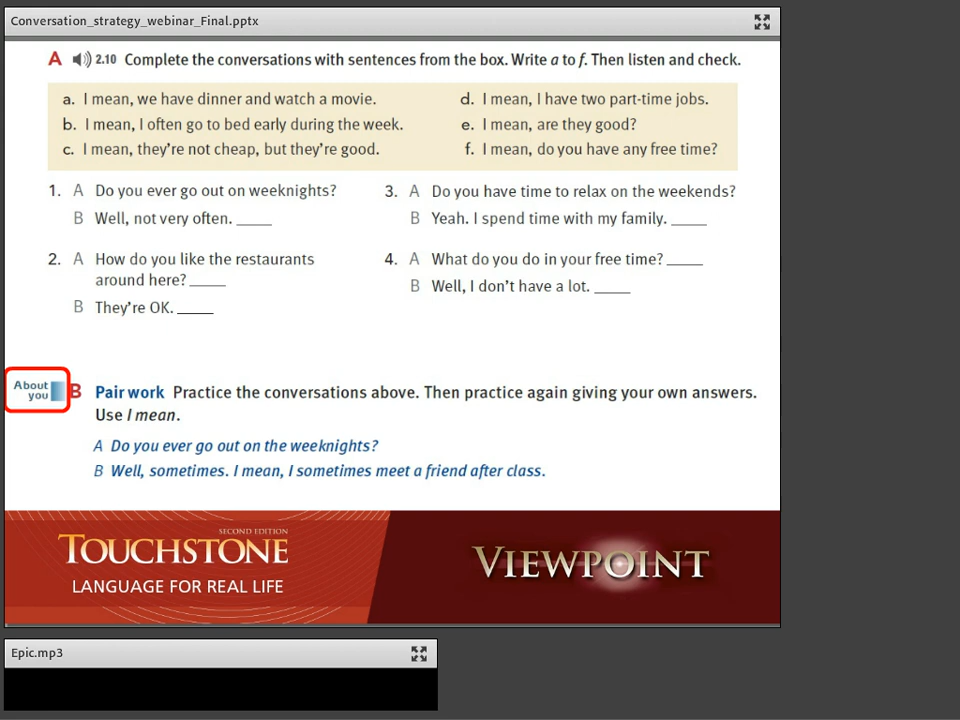 Conversation_strategy_webinar_Final.pptx
A 2.10 Complete the conversations with sentences from the box. Write a to f. Then listen and check.
a. I mean, we have dinner and watch a movie.
b. I mean, I often go to bed early during the week.
c. I mean, they're not cheap, but they're good.
d. I mean, I have two part-time jobs.
e. I mean, are they good?
f. I mean, do you have any free time?
1. A Do you ever go out on weeknights?
B Well, not very often. ____
2. A How do you like the restaurants
around here? ____
B They're OK. ____
3. A Do you have time to relax on the weekends?
B Yeah. I spend time with my family. ____
4. A What do you do in your free time? ____
B Well, I don't have a lot. ____
About
you
B Pair work Practice the conversations above. Then practice again giving your own answers.
Use I mean.
A Do you ever go out on the weeknights?
B Well, sometimes. I mean, I sometimes meet a friend after class.
SECOND EDITION
TOUCHSTONE
LANGUAGE FOR REAL LIFE
VIEWPOINT
Epic.mp3